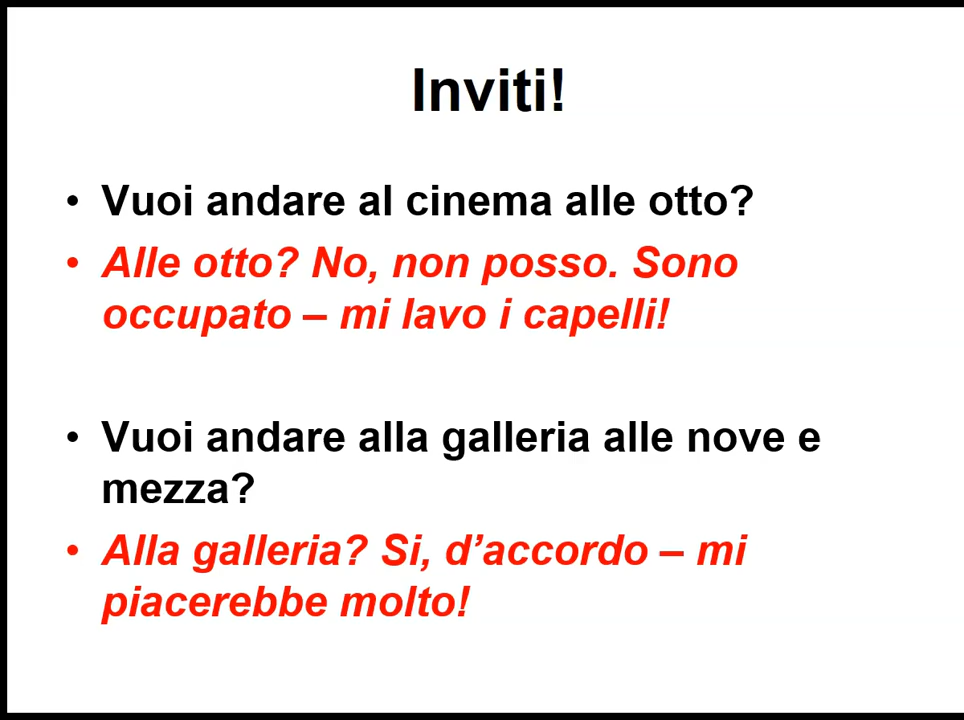 Inviti!
• Vuoi andare al cinema alle otto?
• Alle otto? No, non posso. Sono
occupato – mi lavo i capelli!
• Vuoi andare alla galleria alle nove e
mezza?
• Alla galleria? Si, d’accordo – mi
piacerebbe molto!